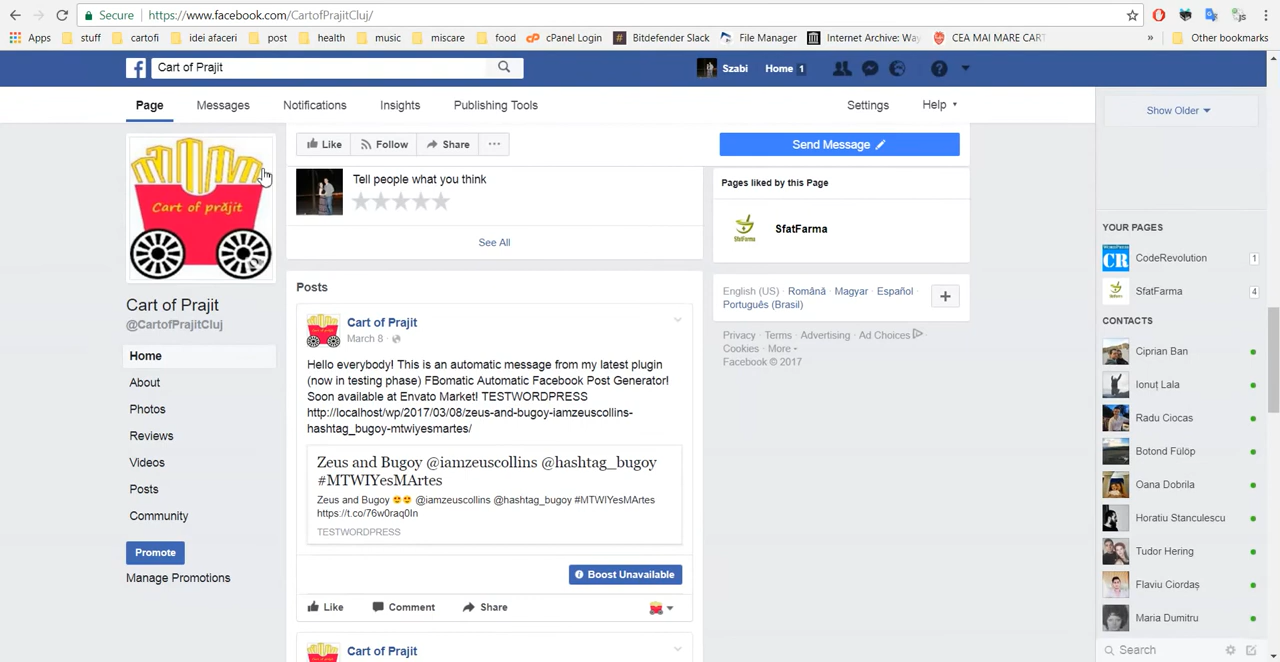 Secure https://www.facebook.com/CartofPrajitCluj/
Apps stuff cartofi idei afaceri post health music miscare food cPanel Login Bitdefender Slack File Manager Internet Archive: Way CEA MAI MARE CART » Other bookmarks
Cart of Prajit Szabi Home 1
Page Messages Notifications Insights Publishing Tools Settings Help
Like Follow Share Send Message
Tell people what you think
See All
Cart of prăjit
Cart of Prajit
@CartofPrajitCluj
Home
About
Photos
Reviews
Videos
Posts
Community
Promote
Manage Promotions
Posts
Cart of Prajit
March 8
Hello everybody! This is an automatic message from my latest plugin
(now in testing phase) FBomatic Automatic Facebook Post Generator!
Soon available at Envato Market! TESTWORDPRESS
http://localhost/wp/2017/03/08/zeus-and-bugoy-iamzeuscollins-
hashtag_bugoy-mtwiyesmartes/
Zeus and Bugoy @iamzeuscollins @hashtag_bugoy
#MTWIYesMArtes
Zeus and Bugoy 😍😍 @iamzeuscollins @hashtag_bugoy #MTWIYesMArtes
https://t.co/76w0raq0In
TESTWORDPRESS
Boost Unavailable
Like Comment Share
Cart of Prajit
Pages liked by this Page
SfatFarma
SfatFarma
English (US) · Română · Magyar · Español ·
Português (Brasil)
Privacy · Terms · Advertising · Ad Choices ·
Cookies · More
Facebook © 2017
Show Older
YOUR PAGES
CR CodeRevolution 1
SfatFarma 4
CONTACTS
Ciprian Ban
Ionuț Lala
Radu Ciocas
Botond Fülöp
Oana Dobrila
Horatiu Stanculescu
Tudor Hering
Flaviu Ciordaș
Maria Dumitru
Search